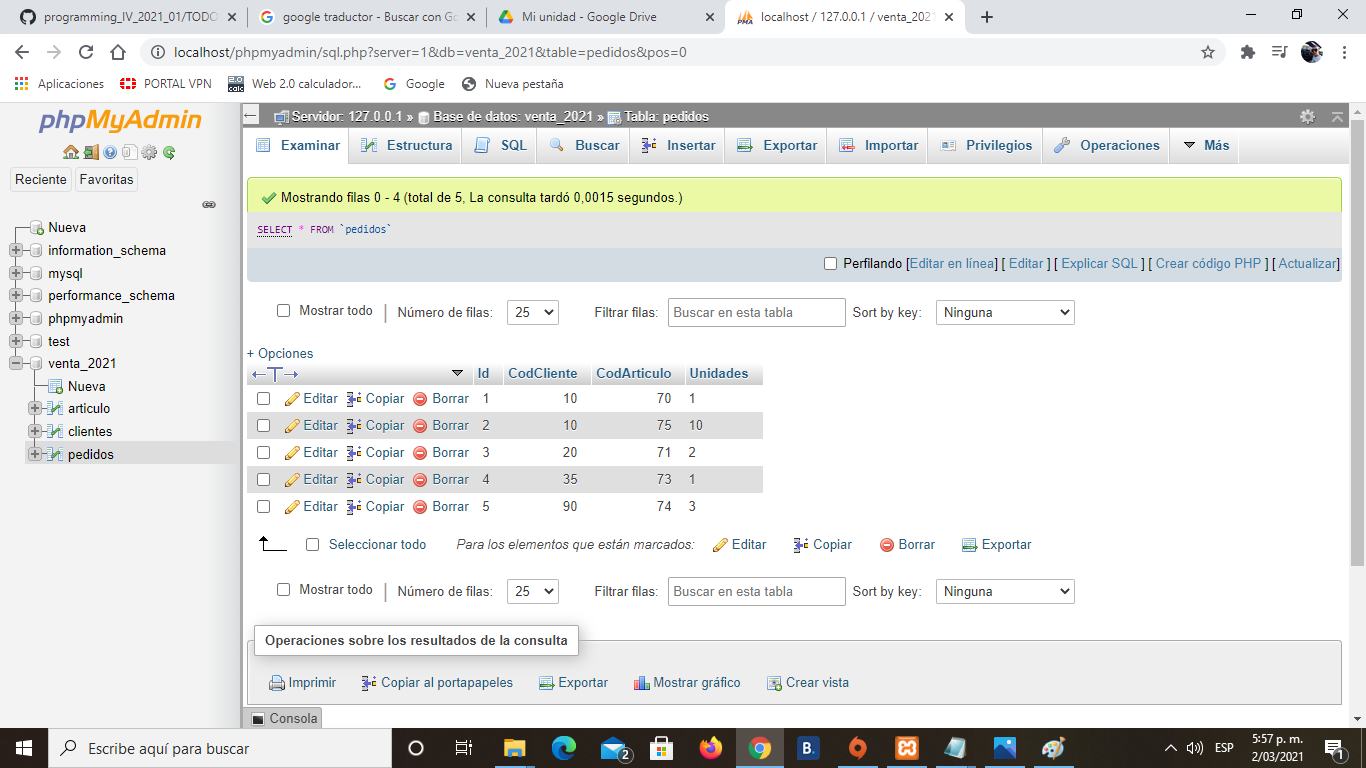 programming_IV_2021_01/TODO
google traductor - Buscar con Go
Mi unidad - Google Drive
localhost / 127.0.0.1 / venta_2021
localhost/phpmyadmin/sql.php?server=1&db=venta_2021&table=pedidos&pos=0
Aplicaciones
PORTAL VPN
Web 2.0 calculador...
Google
Nueva pestaña
phpMyAdmin
Reciente
Favoritas
Nueva
information_schema
mysql
performance_schema
phpmyadmin
test
venta_2021
Nueva
articulo
clientes
pedidos
Servidor: 127.0.0.1 » Base de datos: venta_2021 » Tabla: pedidos
Examinar Estructura SQL Buscar Insertar Exportar Importar Privilegios Operaciones Más
Mostrando filas 0 - 4 (total de 5, La consulta tardó 0,0015 segundos.)
SELECT * FROM `pedidos`
Perfilando [Editar en línea] [ Editar ] [ Explicar SQL ] [ Crear código PHP ] [ Actualizar]
Mostrar todo | Número de filas: 25 Filtrar filas: Buscar en esta tabla Sort by key: Ninguna
+ Opciones
←T→ Id CodCliente CodArticulo Unidades
Editar Copiar Borrar 1 10 70 1
Editar Copiar Borrar 2 10 75 10
Editar Copiar Borrar 3 20 71 2
Editar Copiar Borrar 4 35 73 1
Editar Copiar Borrar 5 90 74 3
Seleccionar todo Para los elementos que están marcados: Editar Copiar Borrar Exportar
Mostrar todo | Número de filas: 25 Filtrar filas: Buscar en esta tabla Sort by key: Ninguna
Operaciones sobre los resultados de la consulta
Imprimir Copiar al portapapeles Exportar Mostrar gráfico Crear vista
Consola
Escribe aquí para buscar
2
B.
ESP
5:57 p. m.
2/03/2021
1